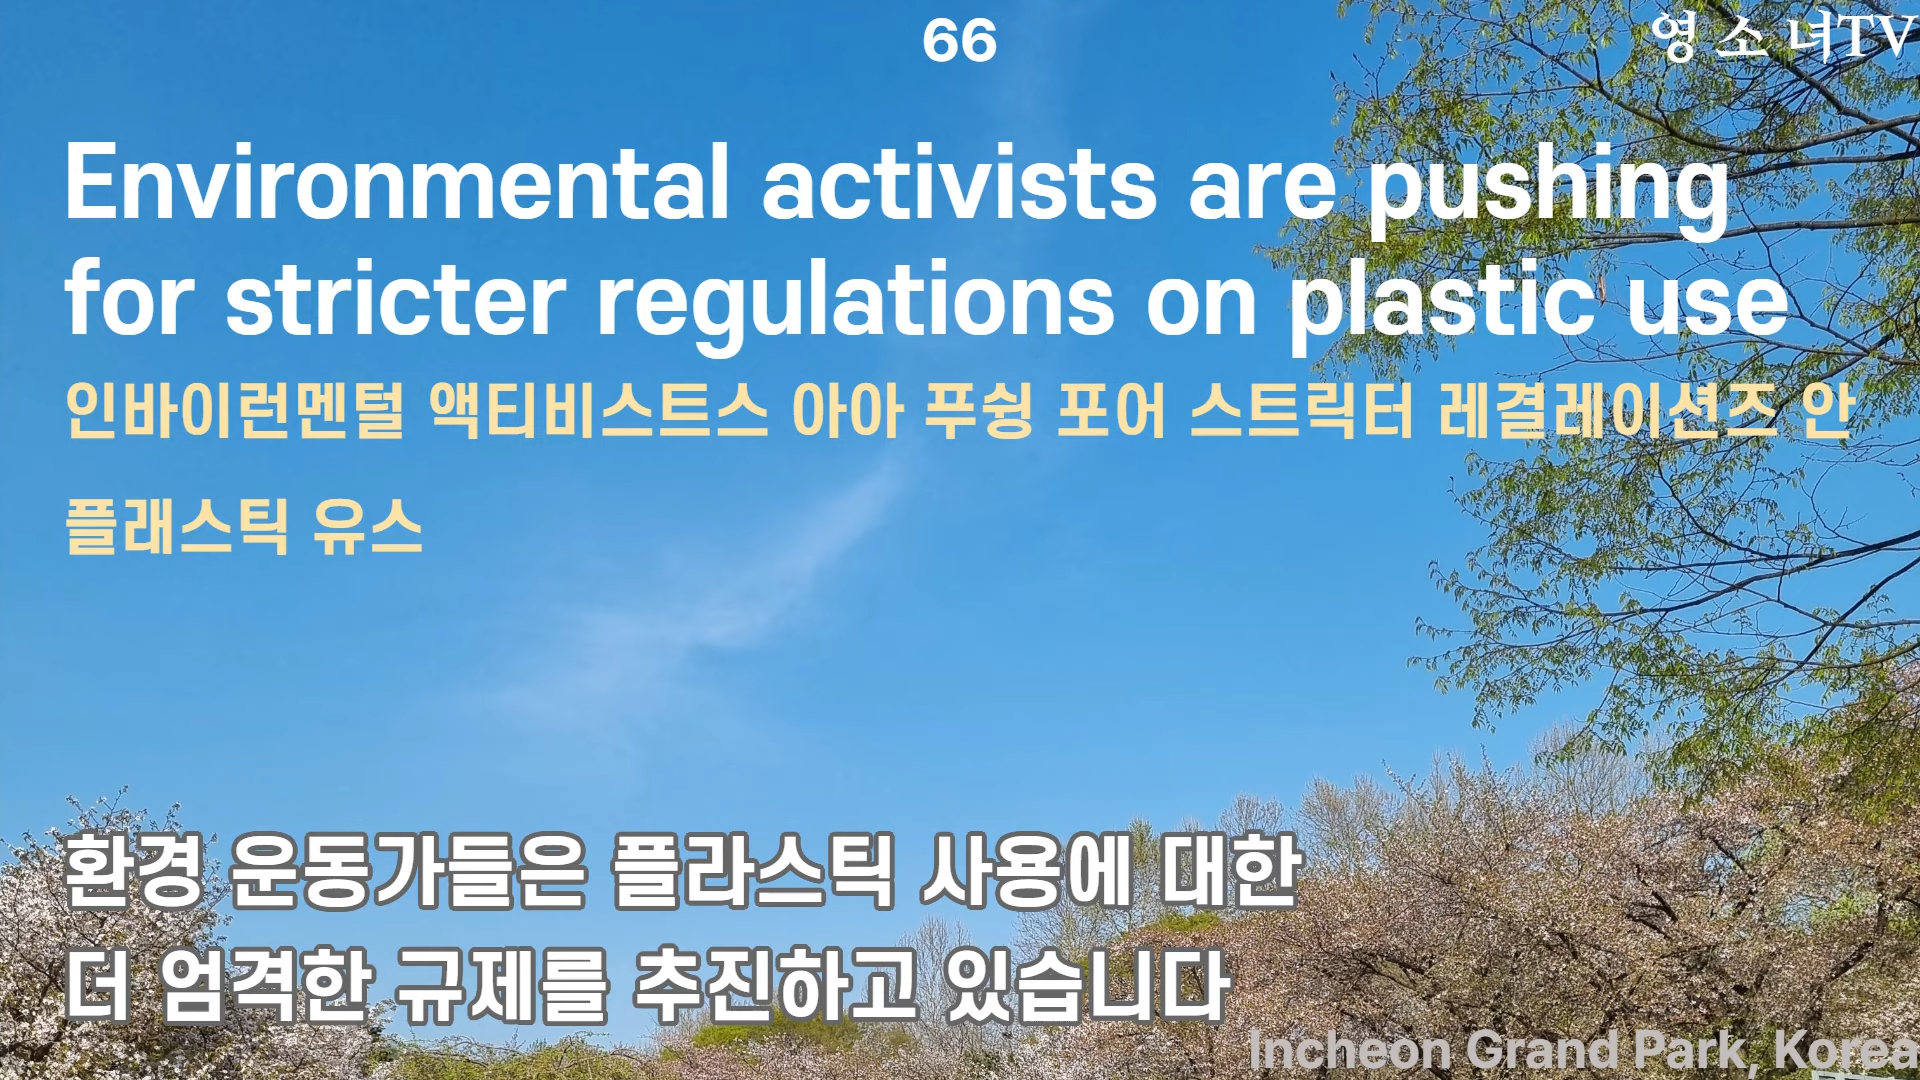 66
영 소 녀TV
Environmental activists are pushing
for stricter regulations on plastic use
인바이런멘털 액티비스트스 아아 푸슁 포어 스트릭터 레결레이션즈 안
플래스틱 유스
환경 운동가들은 플라스틱 사용에 대한
더 엄격한 규제를 추진하고 있습니다
Incheon Grand Park, Korea